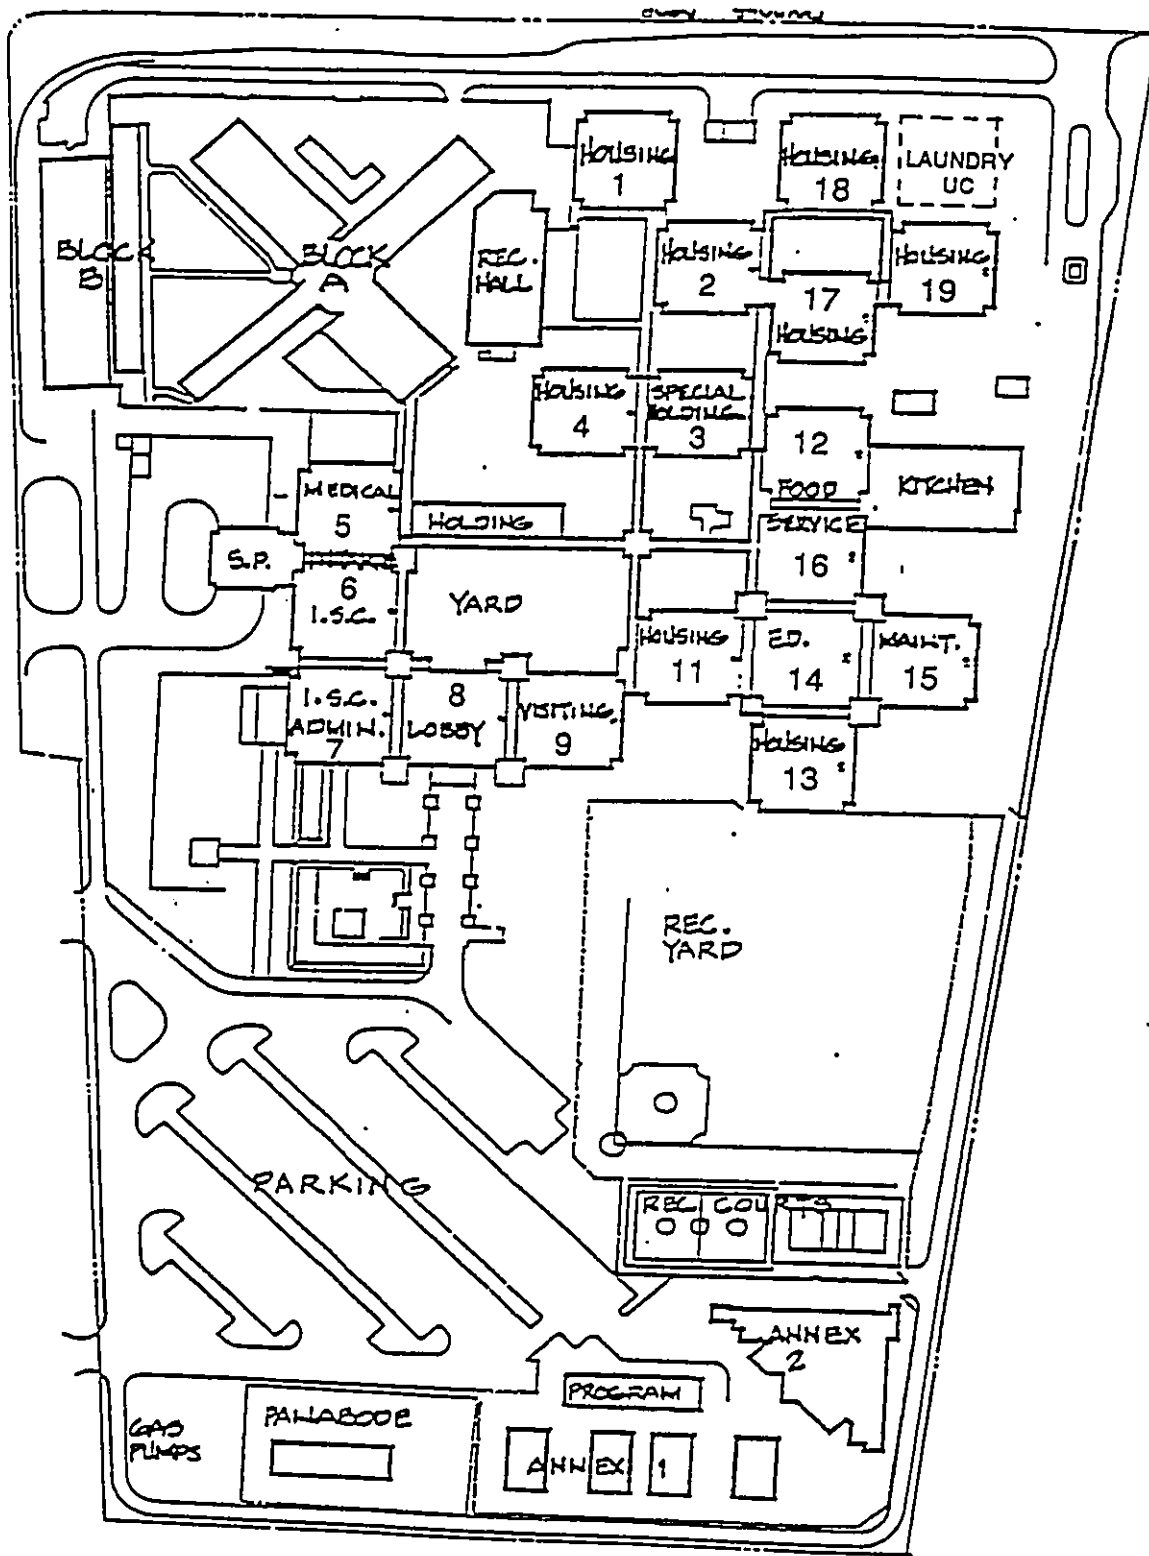 HOUSING
1
HOUSING
18
LAUNDRY
UC
BLOCK
B
BLOCK
A
REC.
HALL
HOUSING
2
17
HOUSING
HOUSING
19
HOUSING
4
SPECIAL
HOLDING
3
12
FOOD
KITCHEN
MEDICAL
5
HOLDING
SERVICE
16
S.P.
6
I.S.C.
YARD
HOUSING
11
ED.
14
MAINT.
15
I.S.C.
ADMIN.
7
8
LOBBY
VISITING
9
HOUSING
13
REC.
YARD
PARKING
REC COURTS
ANNEX
2
PROGRAM
GAS
PUMPS
PANABODE
ANNEX 1